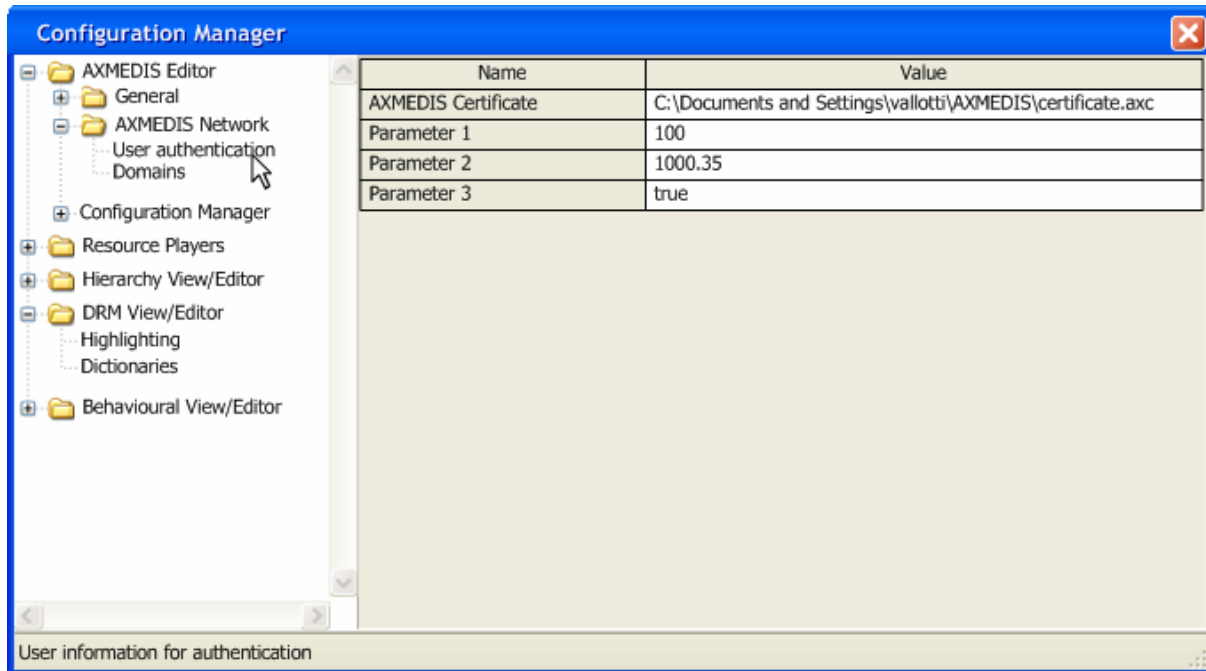 Configuration Manager
AXMEDIS Editor
General
AXMEDIS Network
User authentication
Domains
Configuration Manager
Resource Players
Hierarchy View/Editor
DRM View/Editor
Highlighting
Dictionaries
Behavioural View/Editor
Name Value
AXMEDIS Certificate C:\Documents and Settings\vallotti\AXMEDIS\certificate.axc
Parameter 1 100
Parameter 2 1000.35
Parameter 3 true
User information for authentication